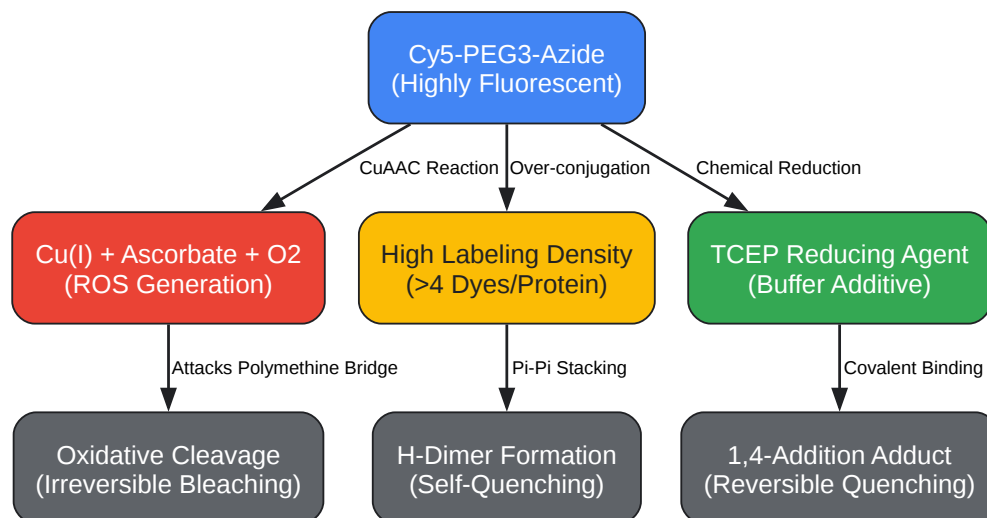 Cy5-PEG3-Azide
(Highly Fluorescent)
CuAAC Reaction
Over-conjugation
Chemical Reduction
Cu(I) + Ascorbate + O2
(ROS Generation)
High Labeling Density
(>4 Dyes/Protein)
TCEP Reducing Agent
(Buffer Additive)
Attacks Polymethine Bridge
Pi-Pi Stacking
Covalent Binding
Oxidative Cleavage
(Irreversible Bleaching)
H-Dimer Formation
(Self-Quenching)
1,4-Addition Adduct
(Reversible Quenching)